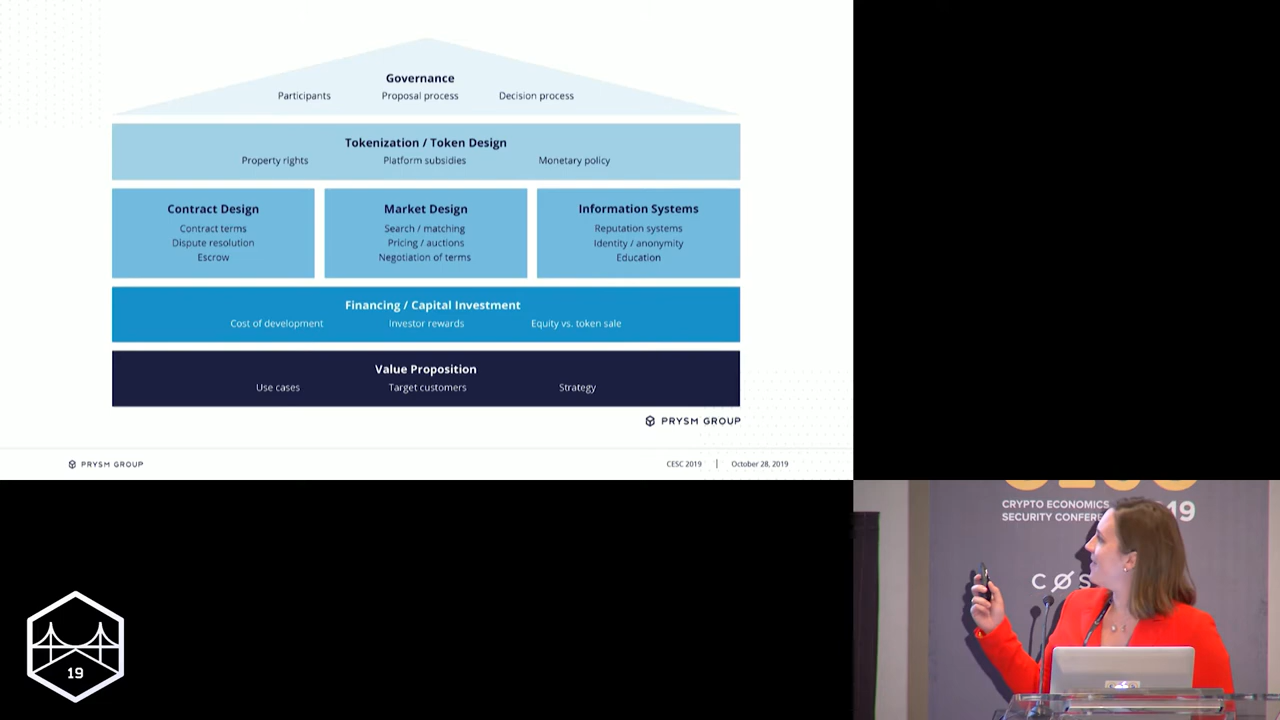 Governance
Participants Proposal process Decision process
Tokenization / Token Design
Property rights Platform subsidies Monetary policy
Contract Design
Contract terms
Dispute resolution
Escrow
Market Design
Search / matching
Pricing / auctions
Negotiation of terms
Information Systems
Reputation systems
Identity / anonymity
Education
Financing / Capital Investment
Cost of development Investor rewards Equity vs. token sale
Value Proposition
Use cases Target customers Strategy
PRYSM GROUP
PRYSM GROUP
CESC 2019 | October 28, 2019
CRYPTO ECONOMICS
SECURITY
19
19